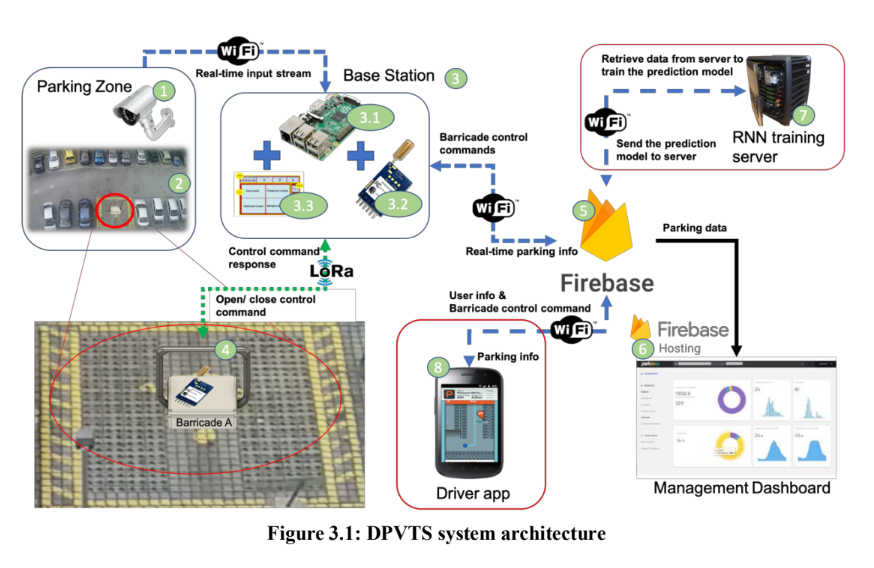 WiFi™
Real-time input stream
Parking Zone
1
2
Base Station
3
3.1
3.2
3.3
Barricade control
commands
WiFi™
Real-time parking info
Retrieve data from server to
train the prediction model
WiFi™
Send the prediction
model to server
7
RNN training
server
5
Firebase
Parking data
Control command
response
LoRa
Open/ close control
command
4
Barricade A
User info &
Barricade control command
WiFi™
Parking info
8
Driver app
Firebase
6
Hosting
Management Dashboard
Figure 3.1: DPVTS system architecture